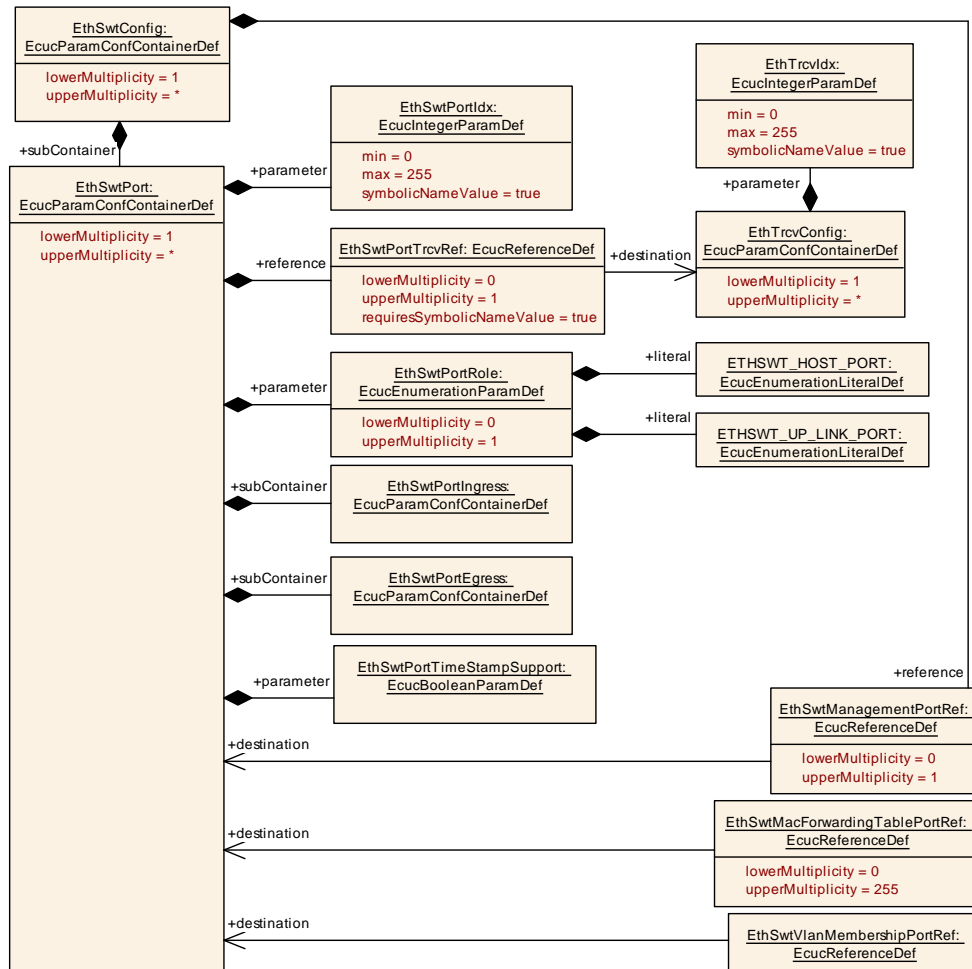 EthSwtConfig:
EcucParamConfContainerDef
lowerMultiplicity = 1
upperMultiplicity = *
+subContainer
EthSwtPort:
EcucParamConfContainerDef
lowerMultiplicity = 1
upperMultiplicity = *
+parameter
EthSwtPortIdx:
EcucIntegerParamDef
min = 0
max = 255
symbolicNameValue = true
EthTrcvIdx:
EcucIntegerParamDef
min = 0
max = 255
symbolicNameValue = true
+parameter
+reference
EthSwtPortTrcvRef: EcucReferenceDef
lowerMultiplicity = 0
upperMultiplicity = 1
requiresSymbolicNameValue = true
+destination
EthTrcvConfig:
EcucParamConfContainerDef
lowerMultiplicity = 1
upperMultiplicity = *
+parameter
EthSwtPortRole:
EcucEnumerationParamDef
lowerMultiplicity = 0
upperMultiplicity = 1
+literal
ETHSWT_HOST_PORT:
EcucEnumerationLiteralDef
+literal
ETHSWT_UP_LINK_PORT:
EcucEnumerationLiteralDef
+subContainer
EthSwtPortIngress:
EcucParamConfContainerDef
+subContainer
EthSwtPortEgress:
EcucParamConfContainerDef
+parameter
EthSwtPortTimeStampSupport:
EcucBooleanParamDef
+reference
EthSwtManagementPortRef:
EcucReferenceDef
lowerMultiplicity = 0
upperMultiplicity = 1
+destination
EthSwtMacForwardingTablePortRef:
EcucReferenceDef
lowerMultiplicity = 0
upperMultiplicity = 255
+destination
EthSwtVlanMembershipPortRef:
EcucReferenceDef
+destination